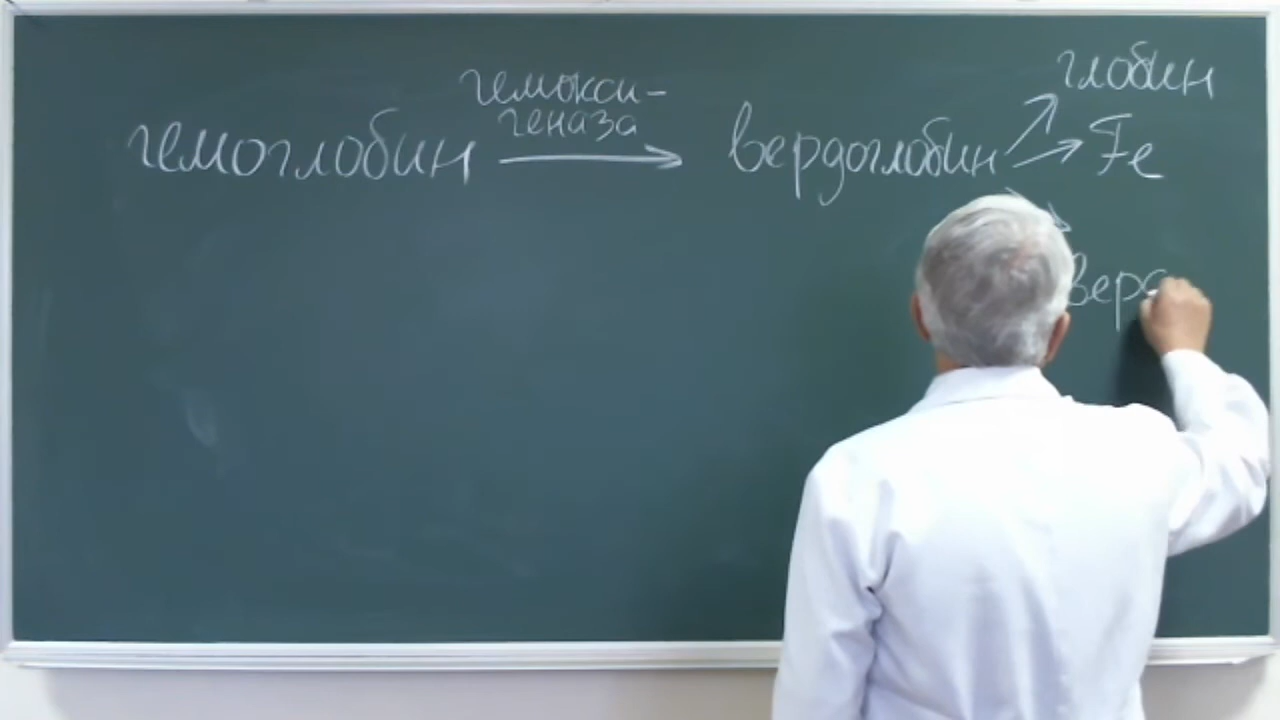 глобин
гемокси-
геназа
гемоглобин → вердоглобин Fe
вер